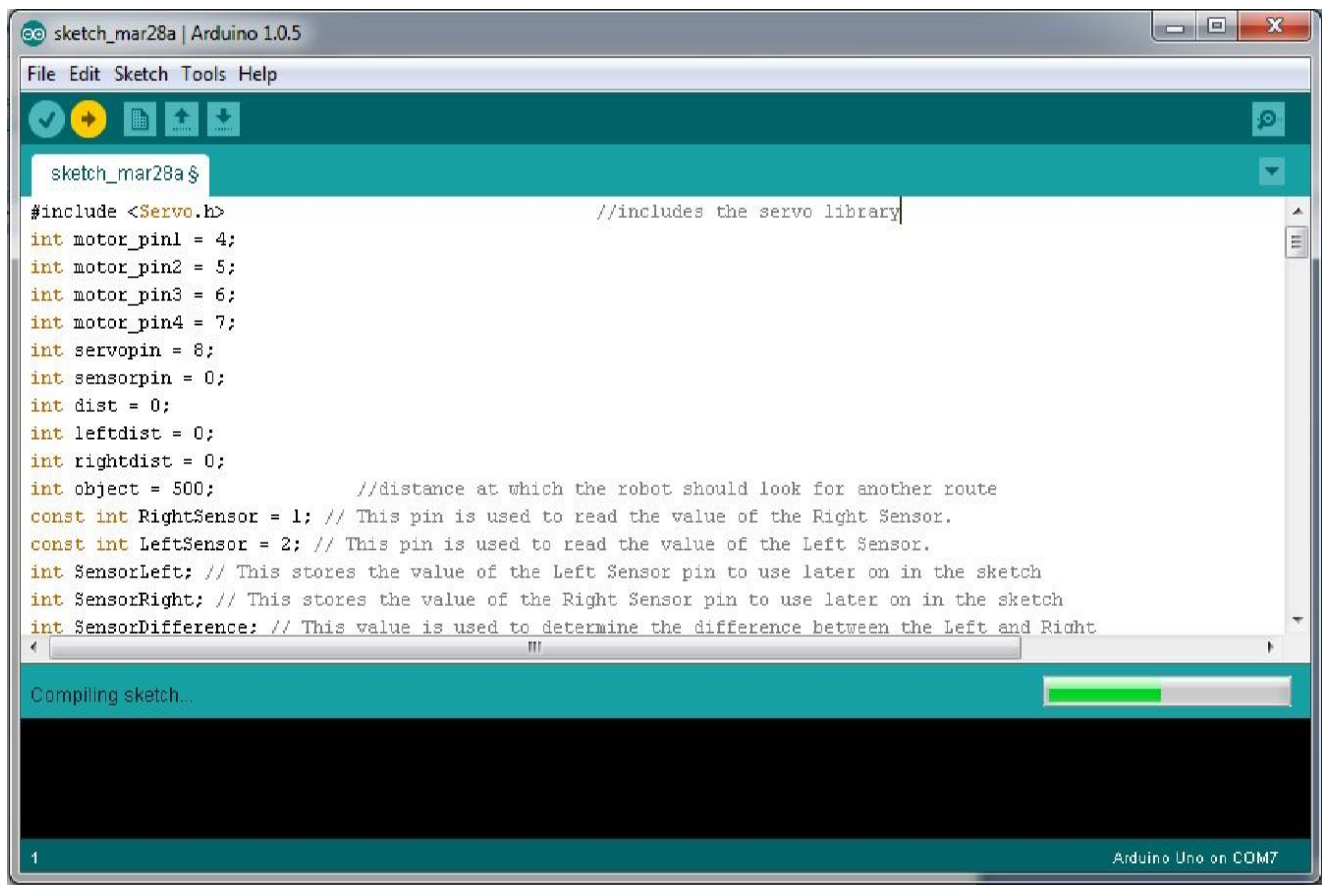 sketch_mar28a | Arduino 1.0.5
File Edit Sketch Tools Help
sketch_mar28a §
#include <Servo.h> //includes the servo library
int motor_pin1 = 4;
int motor_pin2 = 5;
int motor_pin3 = 6;
int motor_pin4 = 7;
int servopin = 8;
int sensorpin = 0;
int dist = 0;
int leftdist = 0;
int rightdist = 0;
int object = 500; //distance at which the robot should look for another route
const int RightSensor = 1; // This pin is used to read the value of the Right Sensor.
const int LeftSensor = 2; // This pin is used to read the value of the Left Sensor.
int SensorLeft; // This stores the value of the Left Sensor pin to use later on in the sketch
int SensorRight; // This stores the value of the Right Sensor pin to use later on in the sketch
int SensorDifference; // This value is used to determine the difference between the Left and Right
Compiling sketch...
1 Arduino Uno on COM7